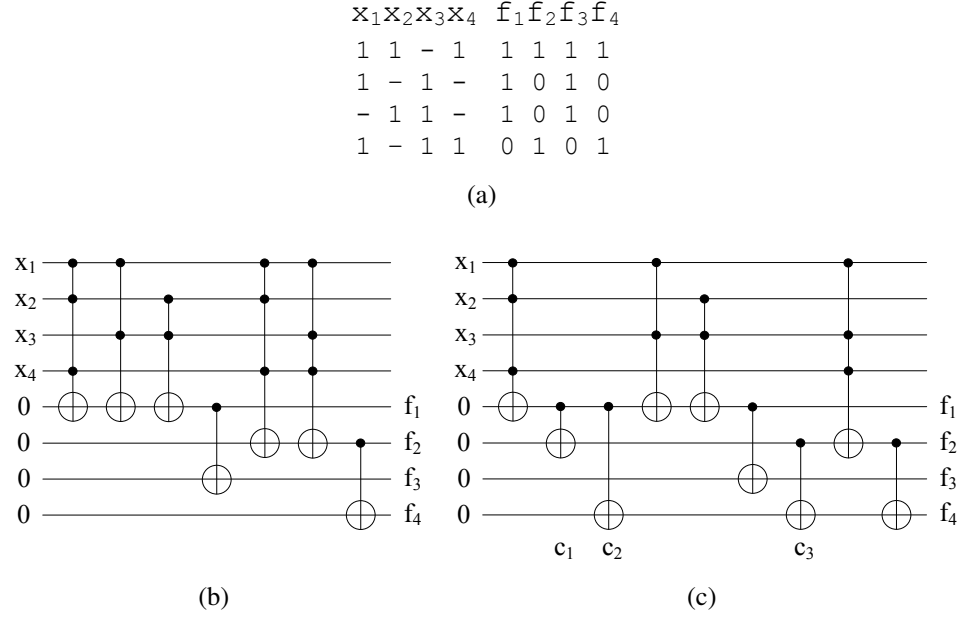 x1x2x3x4 f1f2f3f4
1 1 - 1 1 1 1 1
1 - 1 - 1 0 1 0
- 1 1 - 1 0 1 0
1 - 1 1 0 1 0 1
(a)
x1
x2
x3
x4
0 f1
0 f2
0 f3
0 f4
(b)
x1
x2
x3
x4
0 f1
0 f2
0 f3
0 f4
c1 c2 c3
(c)